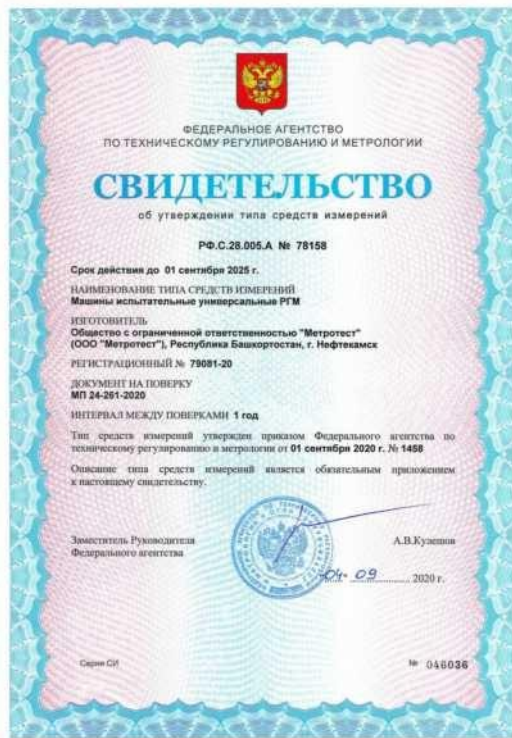 ФЕДЕРАЛЬНОЕ АГЕНТСТВО
ПО ТЕХНИЧЕСКОМУ РЕГУЛИРОВАНИЮ И МЕТРОЛОГИИ
СВИДЕТЕЛЬСТВО
об утверждении типа средств измерений
РФ.C.28.005.A № 78158
Срок действия до 01 сентября 2025 г.
НАИМЕНОВАНИЕ ТИПА СРЕДСТВ ИЗМЕРЕНИЙ
Машины испытательные универсальные РГМ
ИЗГОТОВИТЕЛЬ
Общество с ограниченной ответственностью "Метротест"
(ООО "Метротест"), Республика Башкортостан, г. Нефтекамск
РЕГИСТРАЦИОННЫЙ № 79081-20
ДОКУМЕНТ НА ПОВЕРКУ
МП 24-261-2020
ИНТЕРВАЛ МЕЖДУ ПОВЕРКАМИ 1 год
Тип средств измерений утвержден приказом Федерального агентства по
техническому регулированию и метрологии от 01 сентября 2020 г. № 1458
Описание типа средств измерений является обязательным приложением
к настоящему свидетельству.
Заместитель Руководителя
Федерального агентства
А.В.Кулешов
04 09 2020 г.
Серия СИ
№ 046036